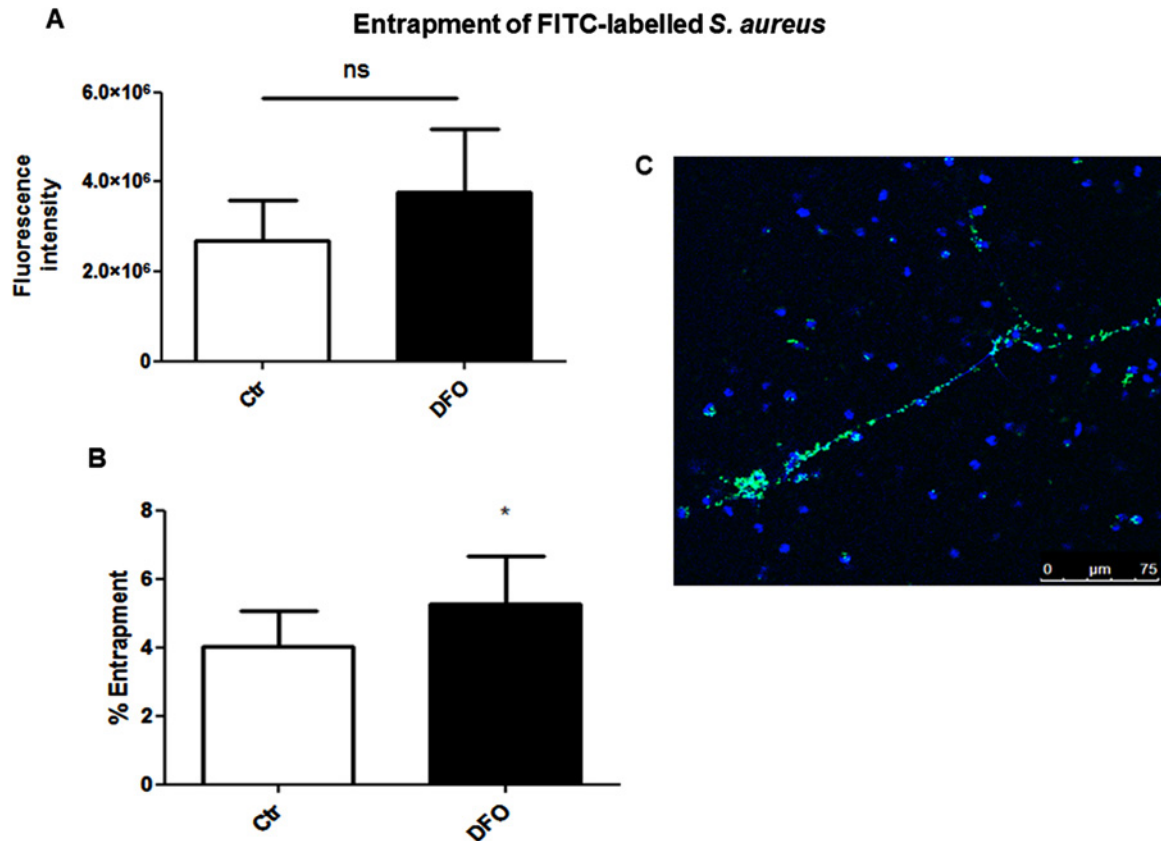 A
Entrapment of FITC-labelled S. aureus
ns
6.0×10⁶
4.0×10⁶
2.0×10⁶
0
Fluorescence
intensity
Ctr
DFO
B
*
8
6
4
2
0
% Entrapment
Ctr
DFO
C
0 µm 75